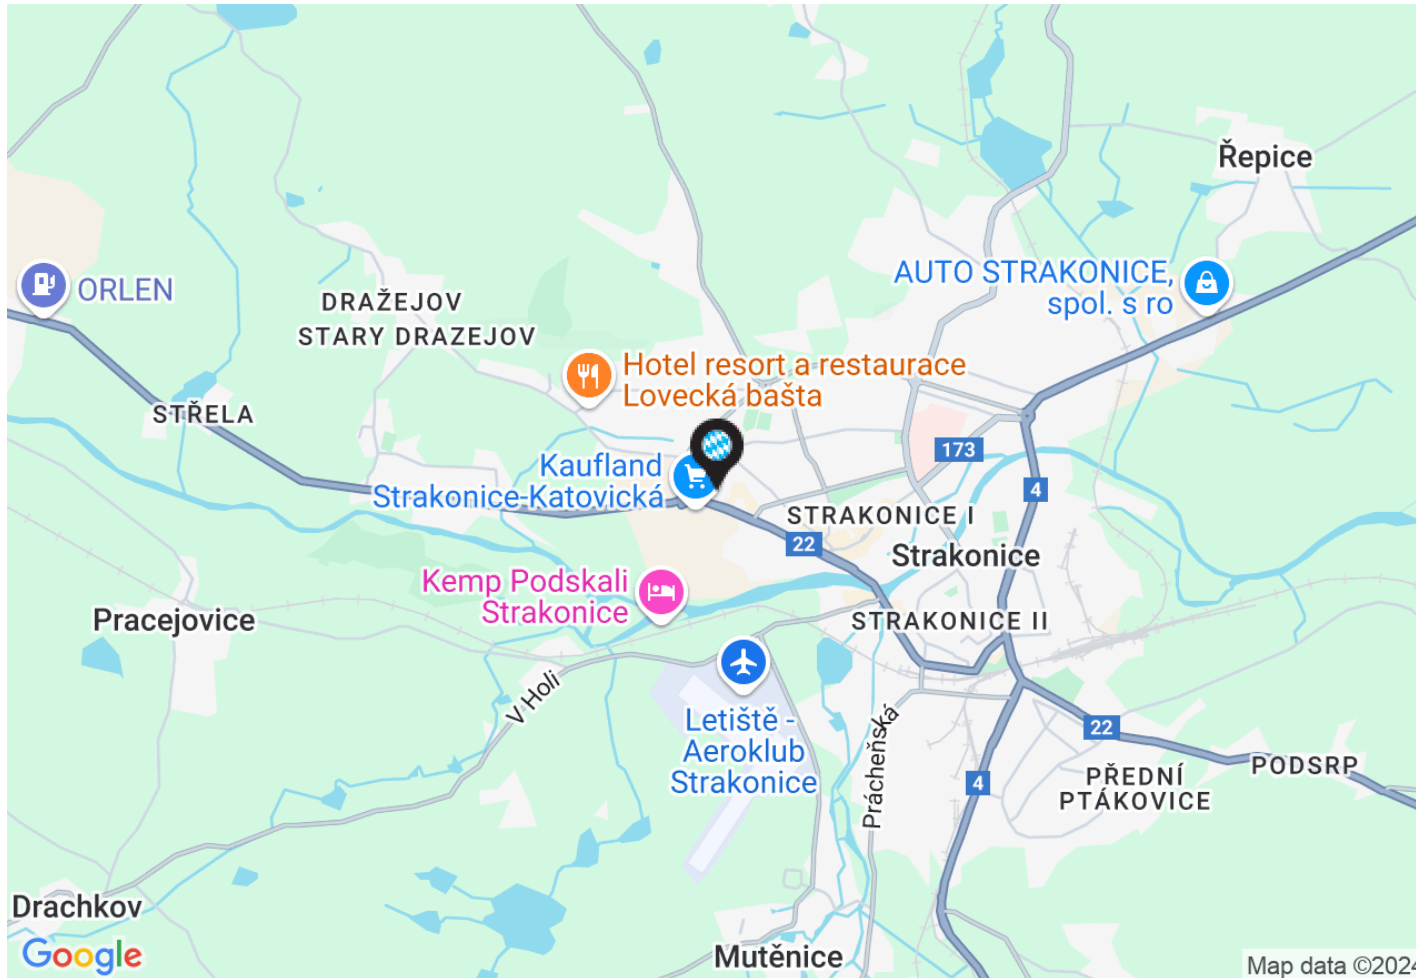 Řepice
AUTO STRAKONICE,
spol. s ro
ORLEN
DRAŽEJOV
STARY DRAZEJOV
Hotel resort a restaurace
Lovecká bašta
STŘELA
173
Kaufland
Strakonice-Katovická
4
STRAKONICE I
22
Strakonice
Kemp Podskali
Strakonice
Pracejovice
STRAKONICE II
V Holi
Letiště -
Aeroklub
Strakonice
Prácheňská
22
PODSRP
4
PŘEDNÍ
PTÁKOVICE
Drachkov
Google
Mutěnice
Map data ©2024